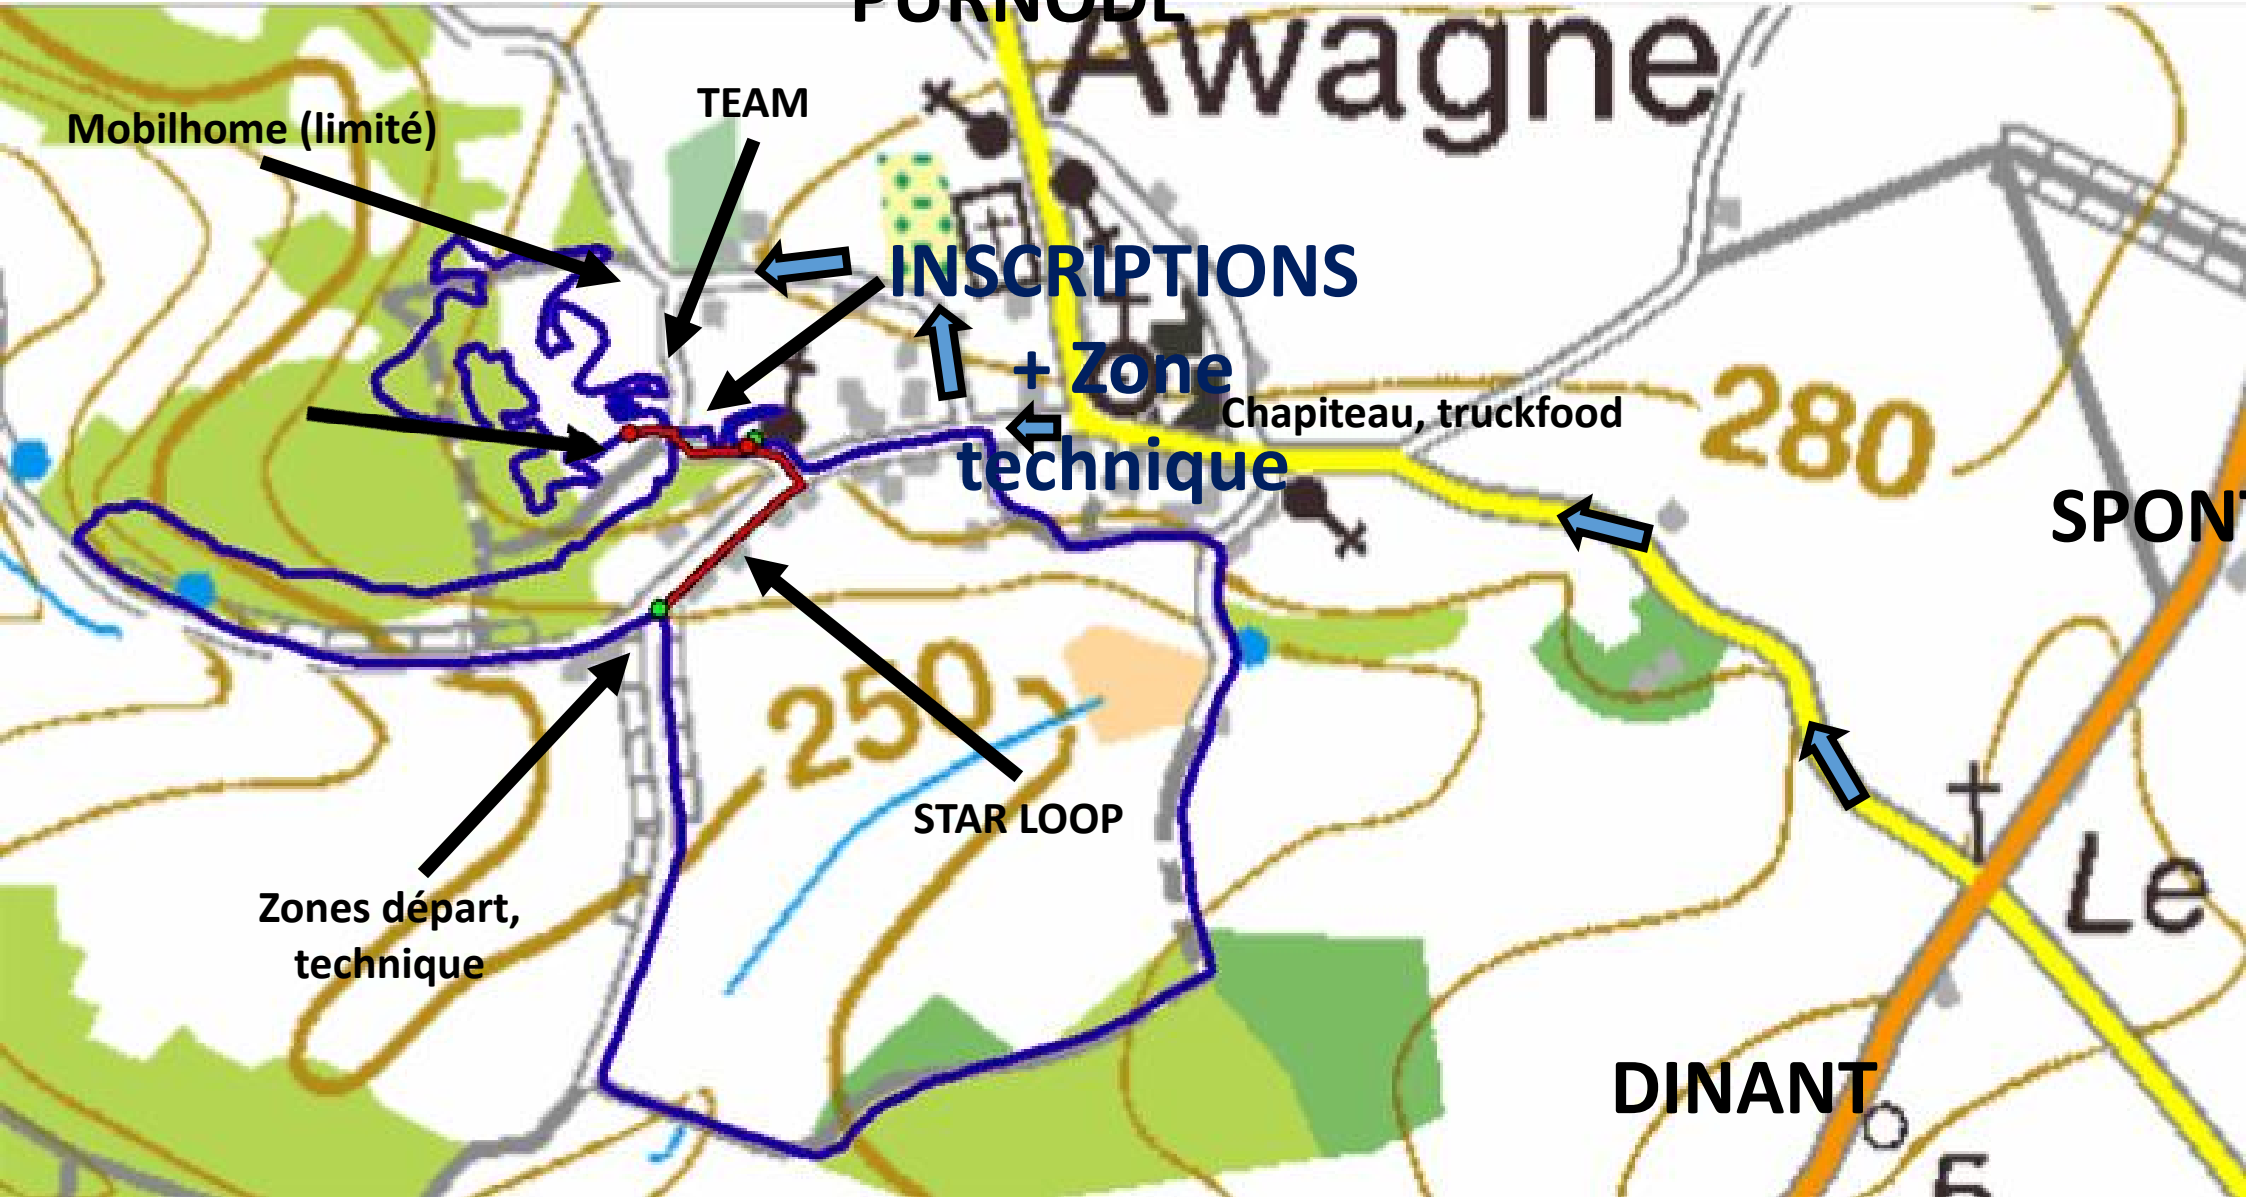 PURNODE
Awagne
TEAM
Mobilhome (limité)
INSCRIPTIONS
+ Zone
technique
Chapiteau, truckfood
280
SPONT
250
STAR LOOP
Zones départ,
technique
Le
DINANT